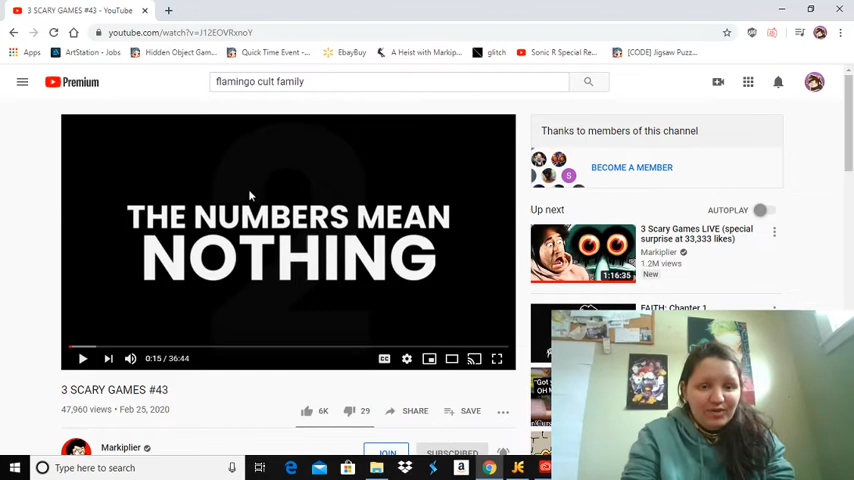 3 SCARY GAMES #43 - YouTube
youtube.com/watch?v=J12EOVRxnoY
Apps ArtStation - Jobs Hidden Object Gam... Quick Time Event -... EbayBuy A Heist with Markip... glitch Sonic R Special Re... [CODE] Jigsaw Puzz...
Premium flamingo cult family
THE NUMBERS MEAN
NOTHING
0:15 / 36:44
3 SCARY GAMES #43
47,960 views • Feb 25, 2020
6K 29 SHARE SAVE
Markiplier
JOIN SUBSCRIBED
Thanks to members of this channel
S
BECOME A MEMBER
Up next AUTOPLAY
3 Scary Games LIVE (special
surprise at 33,333 likes)
Markiplier
1.2M views
New
1:16:35
FAITH: Chapter 1
Type here to search